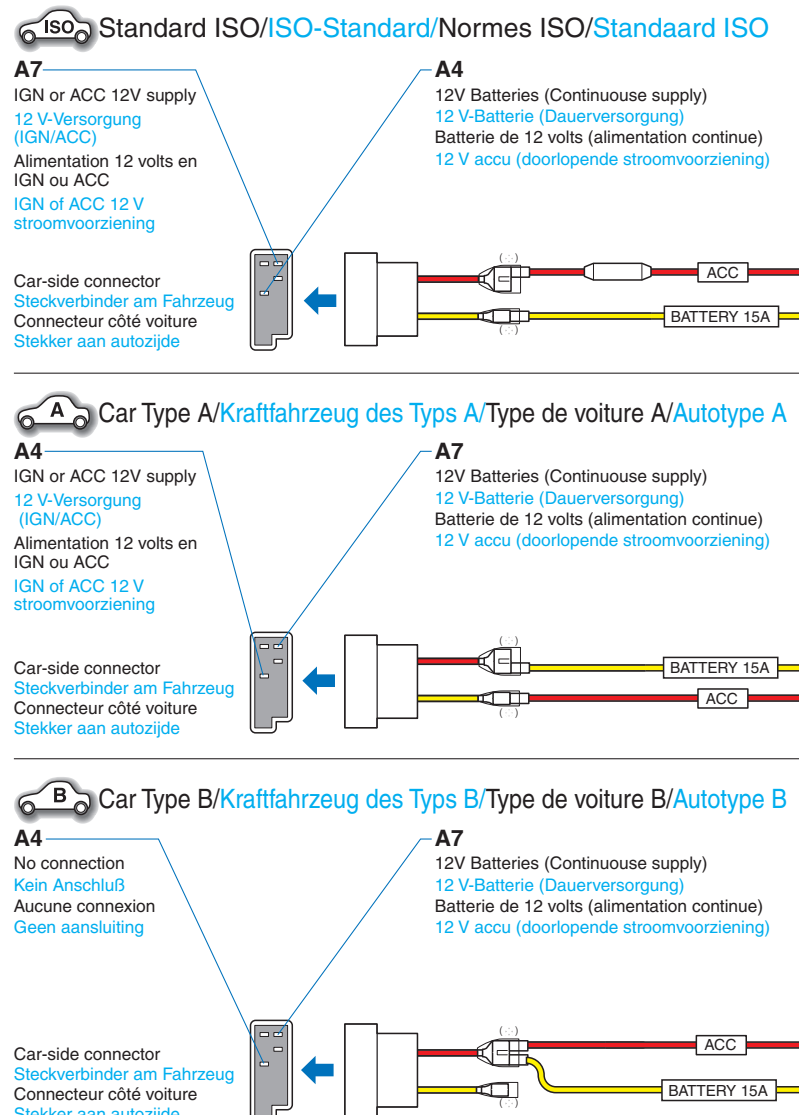 ISO Standard ISO/ISO-Standard/Normes ISO/Standaard ISO
A7
IGN or ACC 12V supply
12 V-Versorgung
(IGN/ACC)
Alimentation 12 volts en
IGN ou ACC
IGN of ACC 12 V
stroomvoorziening
A4
12V Batteries (Continuouse supply)
12 V-Batterie (Dauerversorgung)
Batterie de 12 volts (alimentation continue)
12 V accu (doorlopende stroomvoorziening)
Car-side connector
Steckverbinder am Fahrzeug
Connecteur côté voiture
Stekker aan autozijde
ACC
BATTERY 15A
A Car Type A/Kraftfahrzeug des Typs A/Type de voiture A/Autotype A
A4
IGN or ACC 12V supply
12 V-Versorgung
(IGN/ACC)
Alimentation 12 volts en
IGN ou ACC
IGN of ACC 12 V
stroomvoorziening
A7
12V Batteries (Continuouse supply)
12 V-Batterie (Dauerversorgung)
Batterie de 12 volts (alimentation continue)
12 V accu (doorlopende stroomvoorziening)
Car-side connector
Steckverbinder am Fahrzeug
Connecteur côté voiture
Stekker aan autozijde
BATTERY 15A
ACC
B Car Type B/Kraftfahrzeug des Typs B/Type de voiture B/Autotype B
A4
No connection
Kein Anschluß
Aucune connexion
Geen aansluiting
A7
12V Batteries (Continuouse supply)
12 V-Batterie (Dauerversorgung)
Batterie de 12 volts (alimentation continue)
12 V accu (doorlopende stroomvoorziening)
Car-side connector
Steckverbinder am Fahrzeug
Connecteur côté voiture
Stekker aan autozijde
ACC
BATTERY 15A